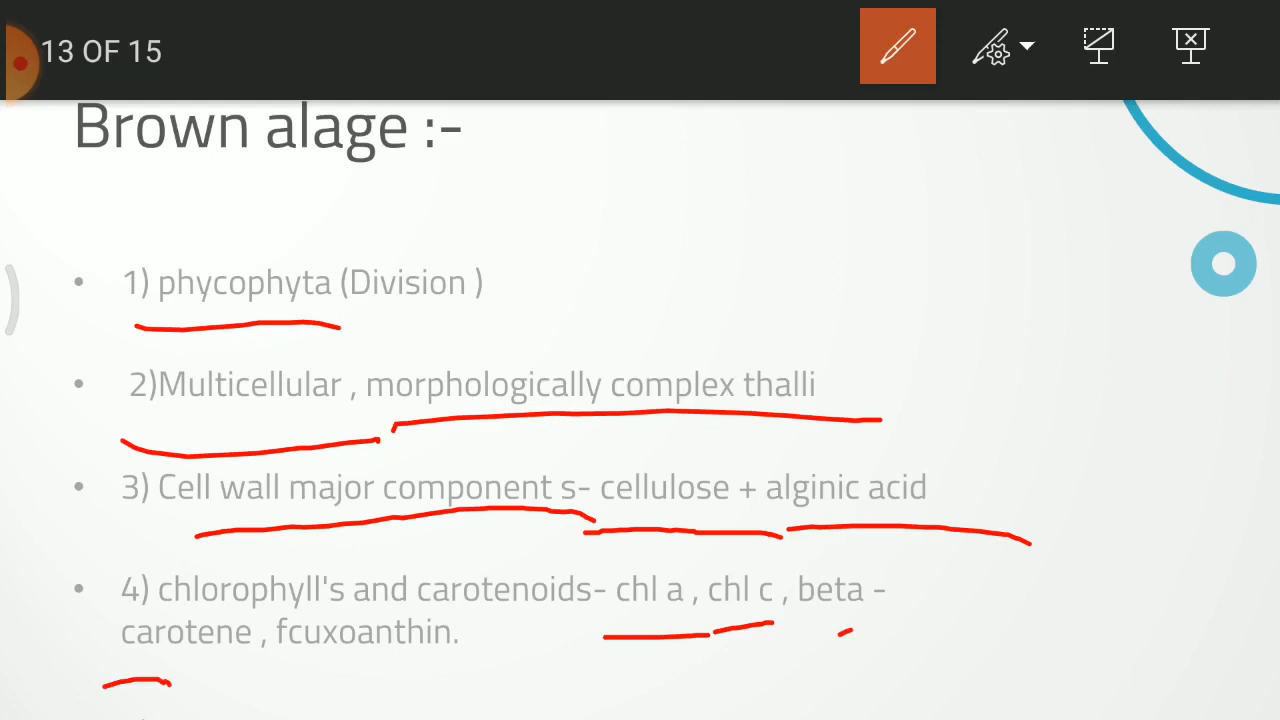 13 OF 15
Brown alage :-
• 1) phycophyta (Division )
• 2)Multicellular , morphologically complex thalli
• 3) Cell wall major component s- cellulose + alginic acid
• 4) chlorophyll's and carotenoids- chl a , chl c , beta -
carotene , fcuxoanthin.